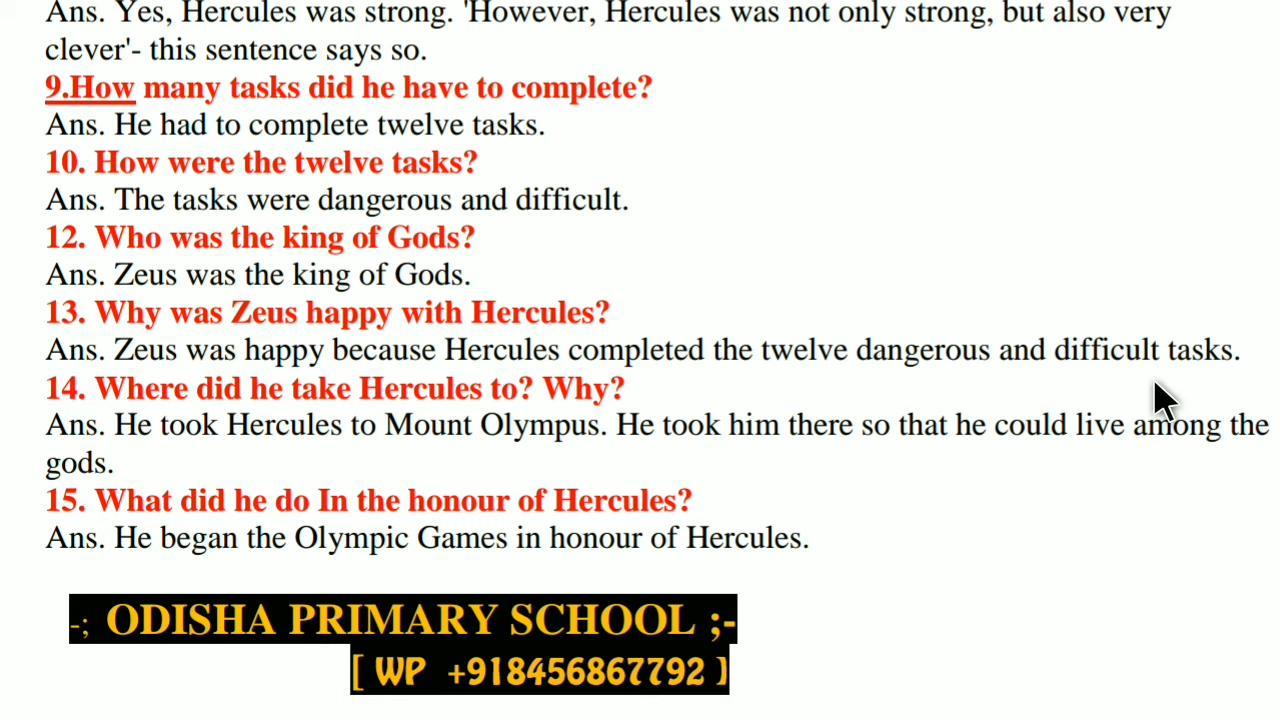 Ans. Yes, Hercules was strong. 'However, Hercules was not only strong, but also very
clever'- this sentence says so.
9.How many tasks did he have to complete?
Ans. He had to complete twelve tasks.
10. How were the twelve tasks?
Ans. The tasks were dangerous and difficult.
12. Who was the king of Gods?
Ans. Zeus was the king of Gods.
13. Why was Zeus happy with Hercules?
Ans. Zeus was happy because Hercules completed the twelve dangerous and difficult tasks.
14. Where did he take Hercules to? Why?
Ans. He took Hercules to Mount Olympus. He took him there so that he could live among the
gods.
15. What did he do In the honour of Hercules?
Ans. He began the Olympic Games in honour of Hercules.
-; ODISHA PRIMARY SCHOOL ;-
[ WP +918456867792 ]